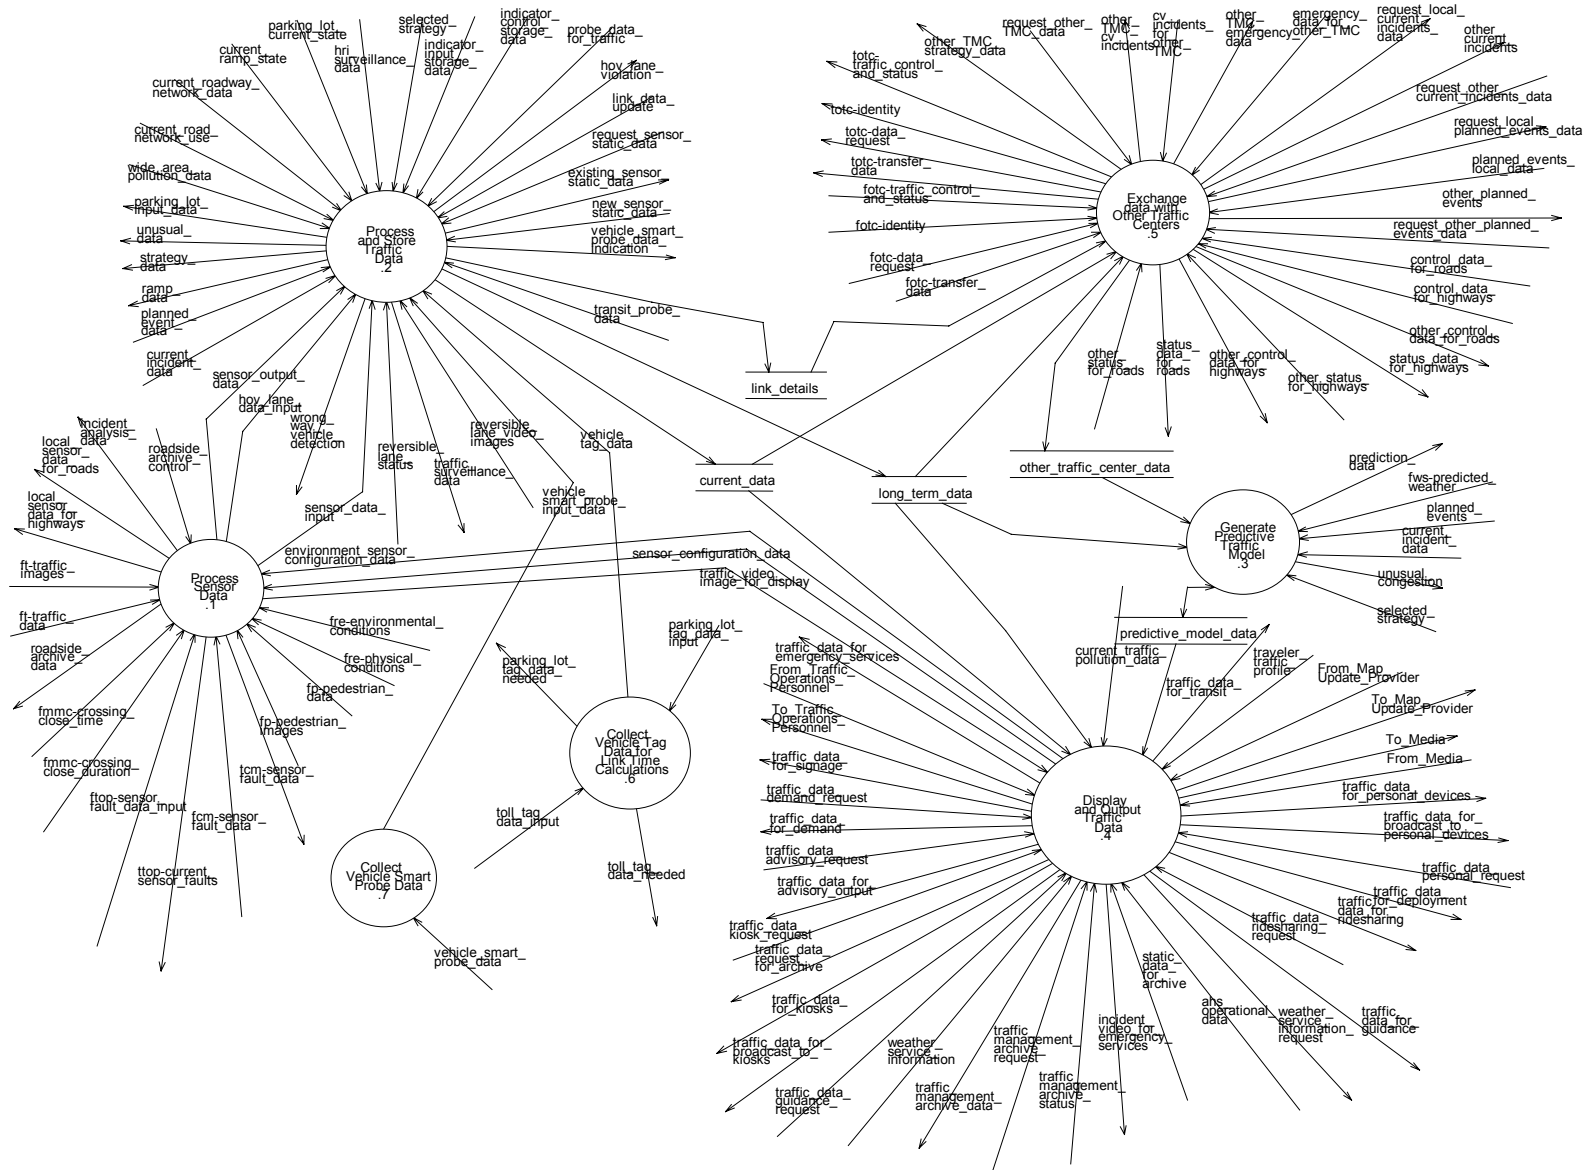 parking_lot_
current_state
current_
ramp_state
hri_
surveillance_
data
selected_
strategy
indicator_
control_
storage_
data
indicator_
input_
storage_
data
probe_data_
for_traffic
hov_lane_
violation
link_data_
update
request_sensor_
static_data
existing_sensor_
static_data
new_sensor_
static_data
vehicle_smart_
probe_data_
indication
transit_probe_
data
current_roadway_
network_data
current_road_
network_use
wide_area_
pollution_data
parking_lot_
input_data
unusual_
data
strategy_
data
ramp_
data
planned_
event_
data
current_
incident_
data
Process
and Store
Traffic
Data
.2
sensor_output_
data
hov_lane_
data_input
wrong_
way_
vehicle_
detection
sensor_data_
input
reversible_
lane_
status
traffic_
surveillance_
data
reversible_
lane_video_
images
vehicle_
smart_probe_
input_data
vehicle_
tag_data
link_details
current_data
long_term_data
other_TMC_
strategy_data
request_other_
TMC_data
other_
TMC_
cv_
incidents
cv_
incidents_
for_
other_TMC
other_
TMC_
emergency_
data
emergency_
data_for_
other_TMC
request_local_
current_
incidents_
data
other_
current_
incidents
request_other_
current_incidents_data
request_local_
planned_events_data
planned_events_
local_data
other_planned_
events
request_other_planned_
events_data
control_data_
for_roads
control_data_
for_highways
other_control_
data_for_roads
status_data_
for_highways
other_status_
for_highways
other_control_
data_for_
highways
status_
data_for_
roads
other_
status_
for_roads
totc-
traffic_control_
and_status
totc-identity
totc-data_
request
totc-transfer_
data
fotc-traffic_control_
and_status
fotc-identity
fotc-data_
request
fotc-transfer_
data
Exchange
data with
Other Traffic
Centers
.5
other_traffic_center_data
prediction_
data
fws-predicted_
weather
planned_
events
current_
incident_
data
unusual_
congestion
selected_
strategy
Generate
Predictive
Traffic
Model
.3
predictive_model_data
incident_
analysis_
data
local_
sensor_
data_
for_roads
roadside_
archive_
control
local_
sensor_
data_for_
highways
ft-traffic_
images
ft-traffic_
data
roadside_
archive_
data
fmmc-crossing_
close_time
fmmc-crossing_
close_duration
ftop-sensor_
fault_data_input
ttop-current_
sensor_faults
fcm-sensor_
fault_data
tcm-sensor_
fault_data
fp-pedestrian_
images
fp-pedestrian_
data
fre-physical_
conditions
fre-environmental_
conditions
Process
Sensor
Data
.1
environment_sensor_
configuration_data
sensor_configuration_data
traffic_video_
image_for_display
parking_lot_
tag_data_
needed
parking_lot_
tag_data_
input
Collect
Vehicle Tag
Data for
Link Time
Calculations
.6
toll_tag_
data_input
toll_tag_
data_needed
Collect
Vehicle Smart
Probe Data
.7
vehicle_smart_
probe_data
traffic_data_for_
emergency_services
From_Traffic_
Operations_
Personnel
To_Traffic_
Operations_
Personnel
traffic_data_
for_signage
traffic_data_
demand_request
traffic_data_
for_demand
traffic_data_
advisory_request
traffic_data_for_
advisory_output
traffic_data_
kiosk_request
traffic_data_
request_
for_archive
traffic_data_
for_kiosks
traffic_data_for_
broadcast_to_
kiosks
traffic_data_
guidance_
request
weather_
service_
information
traffic_
management_
archive_data
traffic_
management_
archive_
request
traffic_
management_
archive_
status
incident_
video_for_
emergency_
services
static_
data_
for_
archive
ahs_
operational_
data
weather_
service_
information_
request
traffic_
data_for_
guidance
traffic_data_
ridesharing_
request
traffic_
data_for_
ridesharing
traffic_data_
for_deployment
traffic_data_
personal_request
traffic_data_for_
broadcast_to_
personal_devices
traffic_data_
for_personal_devices
From_Media
To_Media
To_Map_
Update_Provider
From_Map_
Update_Provider
traveler_
traffic_
profile
traffic_data_
for_transit
current_traffic_
pollution_data
Display
and Output
Traffic
Data
.4